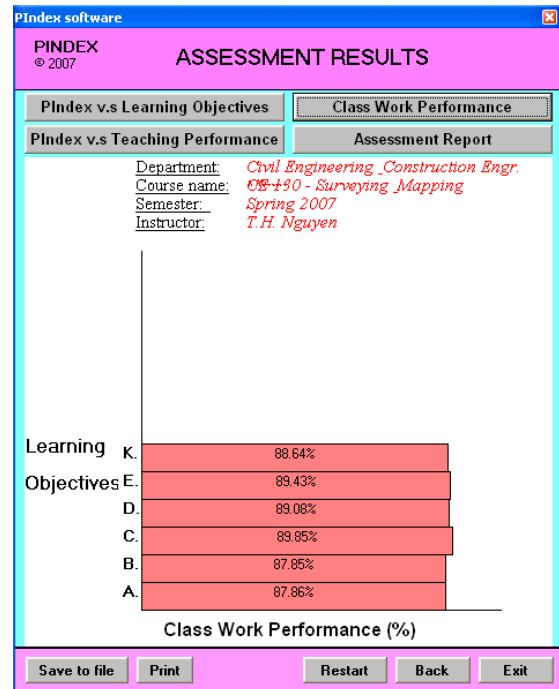 PIndex software
PINDEX
© 2007
ASSESSMENT RESULTS
PIndex v.s Learning Objectives
Class Work Performance
PIndex v.s Teaching Performance
Assessment Report
Department: Civil Engineering _Construction Engr.
Course name: - Surveying _Mapping
Semester: Spring 2007
Instructor: T.H. Nguyen
Learning
Objectives
K. 88.64%
E. 89.43%
D. 89.08%
C. 89.85%
B. 87.85%
A. 87.86%
Class Work Performance (%)
Save to file
Print
Restart
Back
Exit